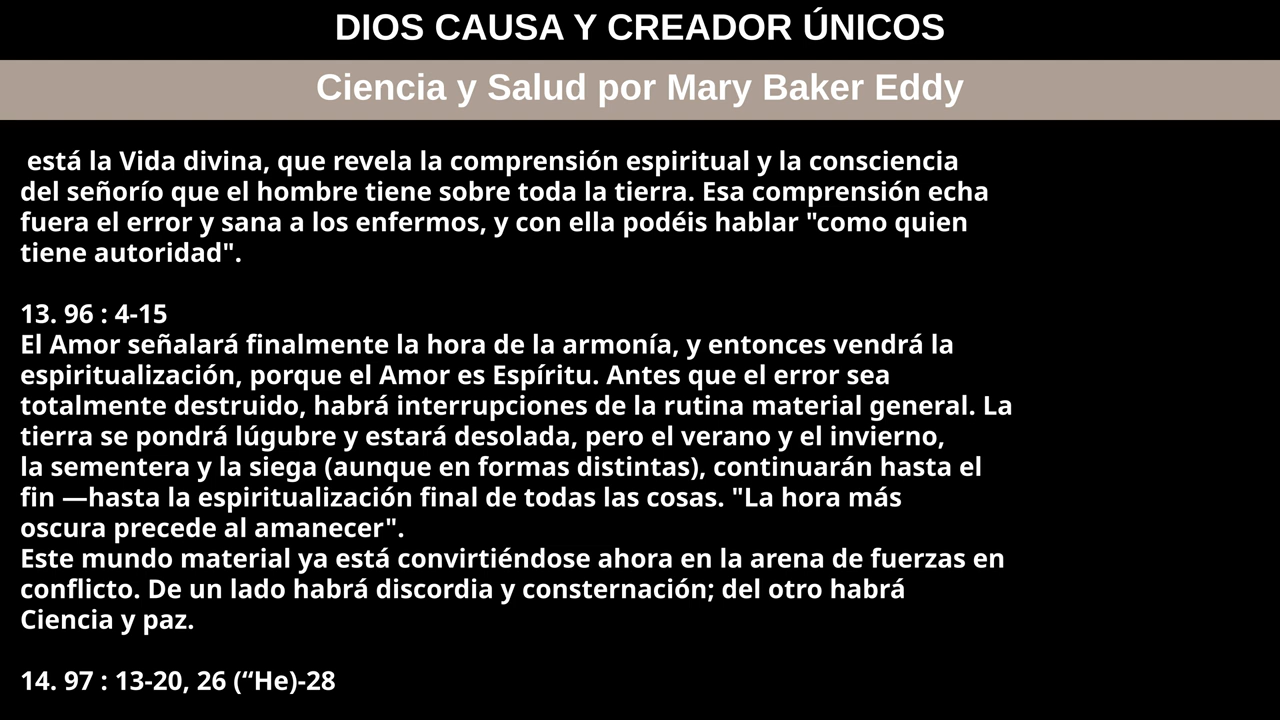 DIOS CAUSA Y CREADOR ÚNICOS
Ciencia y Salud por Mary Baker Eddy
está la Vida divina, que revela la comprensión espiritual y la consciencia
del señorío que el hombre tiene sobre toda la tierra. Esa comprensión echa
fuera el error y sana a los enfermos, y con ella podéis hablar "como quien
tiene autoridad".
13. 96 : 4-15
El Amor señalará finalmente la hora de la armonía, y entonces vendrá la
espiritualización, porque el Amor es Espíritu. Antes que el error sea
totalmente destruido, habrá interrupciones de la rutina material general. La
tierra se pondrá lúgubre y estará desolada, pero el verano y el invierno,
la sementera y la siega (aunque en formas distintas), continuarán hasta el
fin —hasta la espiritualización final de todas las cosas. "La hora más
oscura precede al amanecer".
Este mundo material ya está convirtiéndose ahora en la arena de fuerzas en
conflicto. De un lado habrá discordia y consternación; del otro habrá
Ciencia y paz.
14. 97 : 13-20, 26 (“He)-28